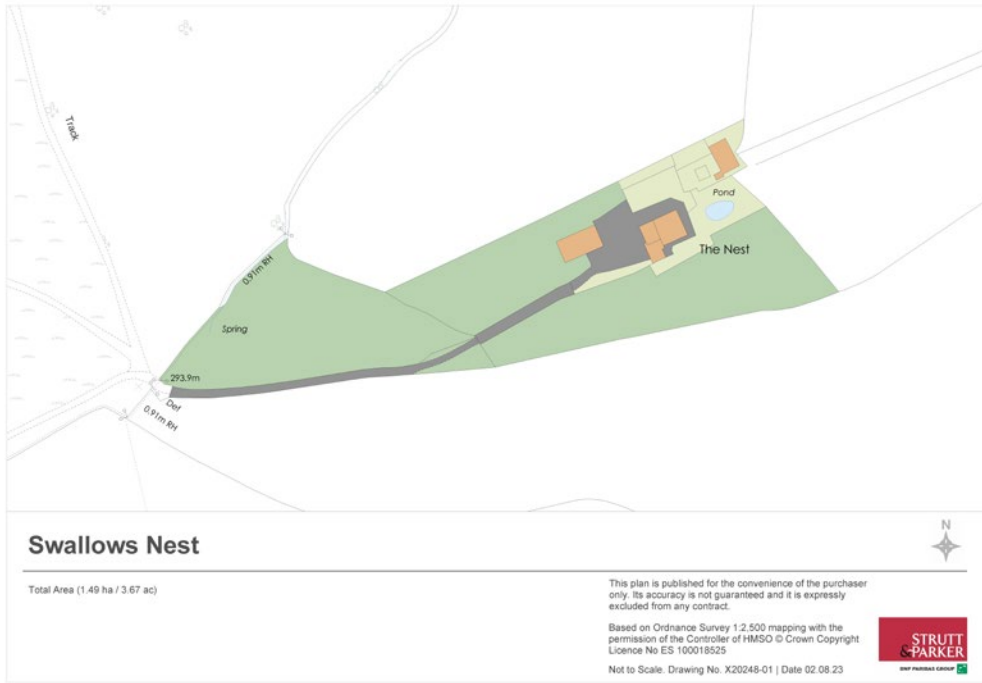 Track
0.91m RH
Pond
The Nest
Spring
293.9m
Def
0.91m RH
Swallows Nest
N
Total Area (1.49 ha / 3.67 ac)
This plan is published for the convenience of the purchaser
only. Its accuracy is not guaranteed and it is expressly
excluded from any contract.
Based on Ordnance Survey 1:2,500 mapping with the
permission of the Controller of HMSO © Crown Copyright
Licence No ES 100018525
Not to Scale. Drawing No. X20248-01 | Date 02.08.23
STRUTT
&PARKER
BNP PARIBAS GROUP